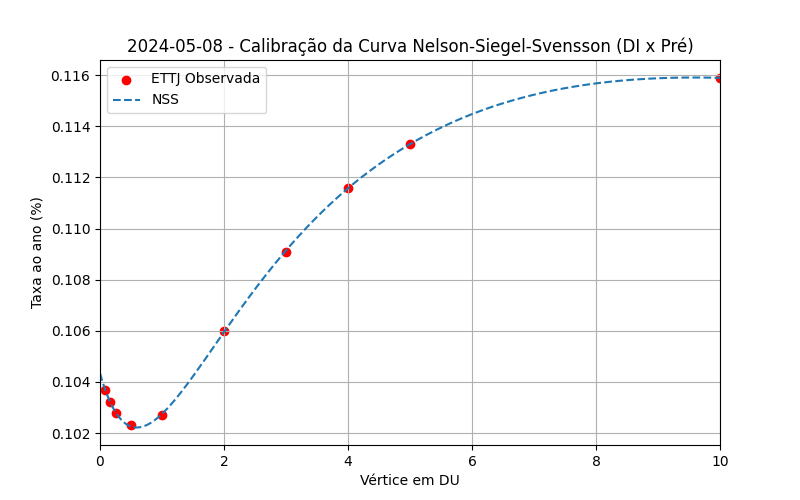 2024-05-08 - Calibração da Curva Nelson-Siegel-Svensson (DI x Pré)
ETTJ Observada
NSS
Taxa ao ano (%)
0.116
0.114
0.112
0.110
0.108
0.106
0.104
0.102
0 2 4 6 8 10
Vértice em DU